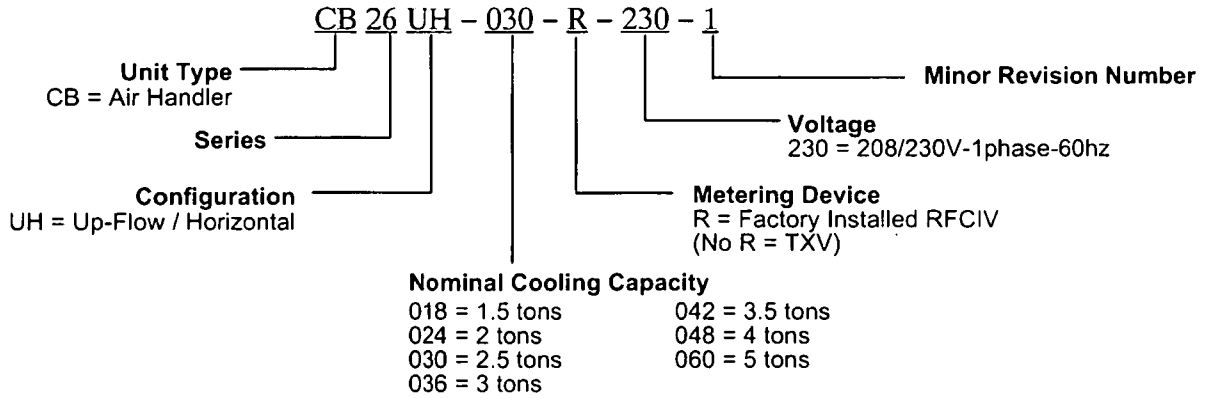 CB 26 UH - 030 - R - 230 - 1
Unit Type
CB = Air Handler
Series
Configuration
UH = Up-Flow / Horizontal
Minor Revision Number
Voltage
230 = 208/230V-1phase-60hz
Metering Device
R = Factory Installed RFCIV
(No R = TXV)
Nominal Cooling Capacity
018 = 1.5 tons
024 = 2 tons
030 = 2.5 tons
036 = 3 tons
042 = 3.5 tons
048 = 4 tons
060 = 5 tons